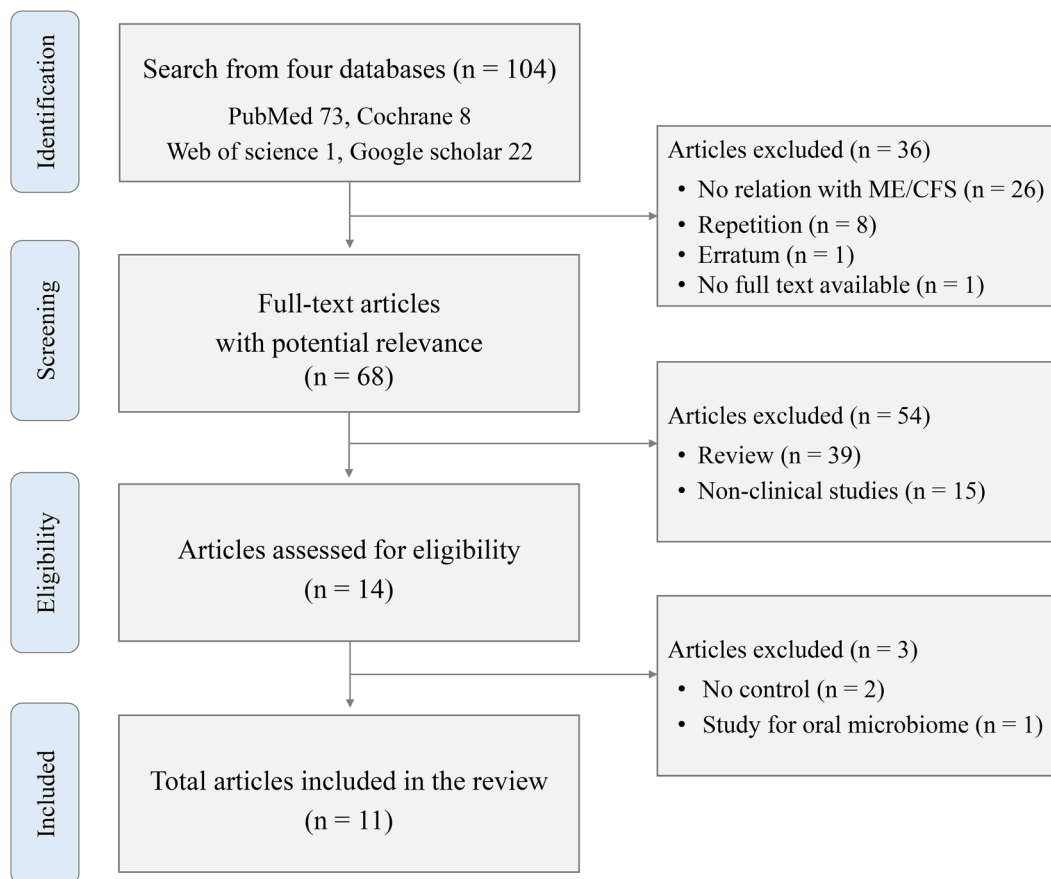 Identification
Search from four databases (n = 104)
PubMed 73, Cochrane 8
Web of science 1, Google scholar 22
Articles excluded (n = 36)
• No relation with ME/CFS (n = 26)
• Repetition (n = 8)
• Erratum (n = 1)
• No full text available (n = 1)
Screening
Full-text articles
with potential relevance
(n = 68)
Articles excluded (n = 54)
• Review (n = 39)
• Non-clinical studies (n = 15)
Eligibility
Articles assessed for eligibility
(n = 14)
Articles excluded (n = 3)
• No control (n = 2)
• Study for oral microbiome (n = 1)
Included
Total articles included in the review
(n = 11)